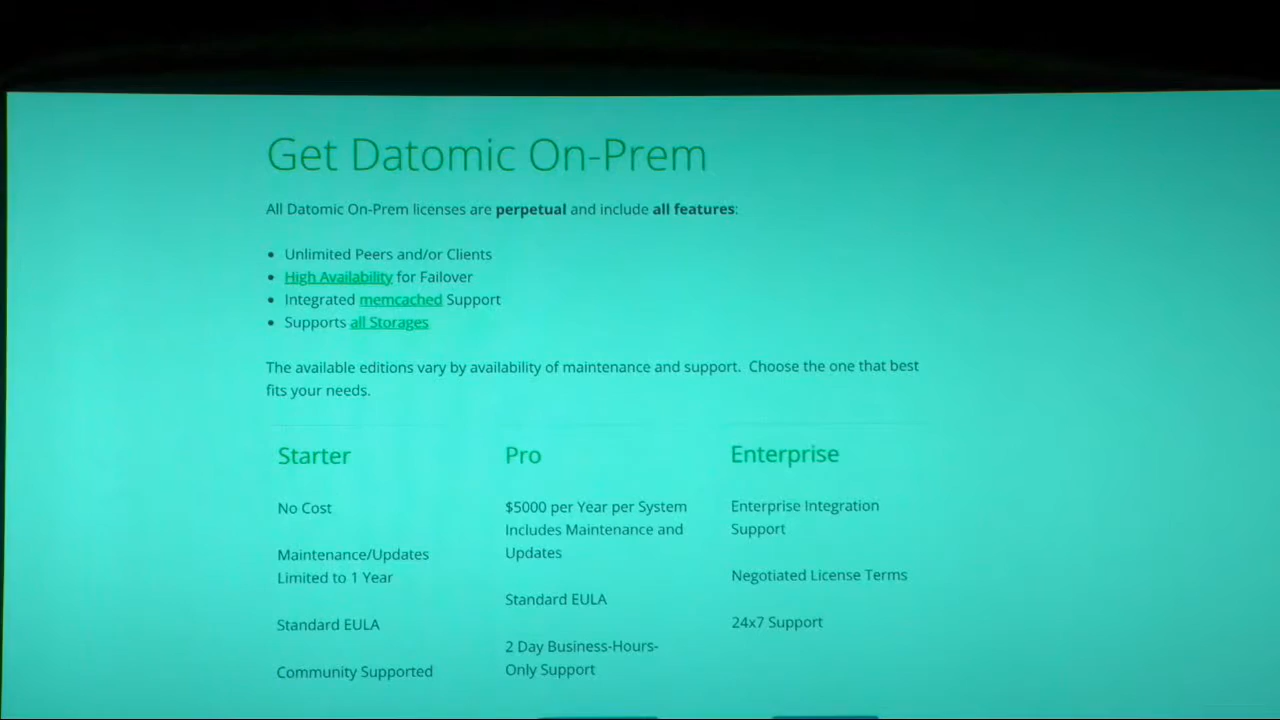 Get Datomic On-Prem
All Datomic On-Prem licenses are perpetual and include all features:
Unlimited Peers and/or Clients
High Availability for Failover
Integrated memcached Support
Supports all Storages
The available editions vary by availability of maintenance and support. Choose the one that best
fits your needs.
Starter
No Cost
Maintenance/Updates
Limited to 1 Year
Standard EULA
Community Supported
Pro
$5000 per Year per System
Includes Maintenance and
Updates
Standard EULA
2 Day Business-Hours-
Only Support
Enterprise
Enterprise Integration
Support
Negotiated License Terms
24x7 Support